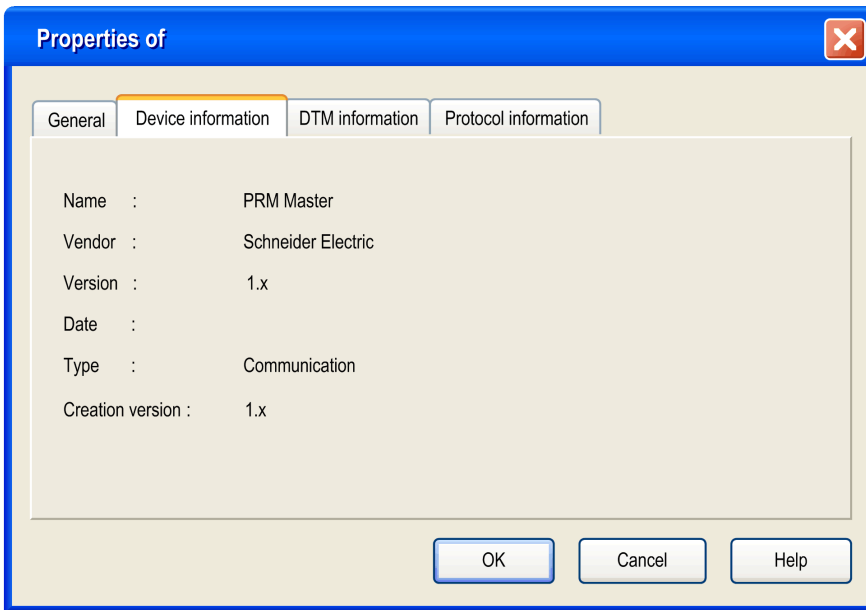 Properties of
General Device information DTM information Protocol information
Name : PRM Master
Vendor : Schneider Electric
Version : 1.x
Date :
Type : Communication
Creation version : 1.x
OK Cancel Help